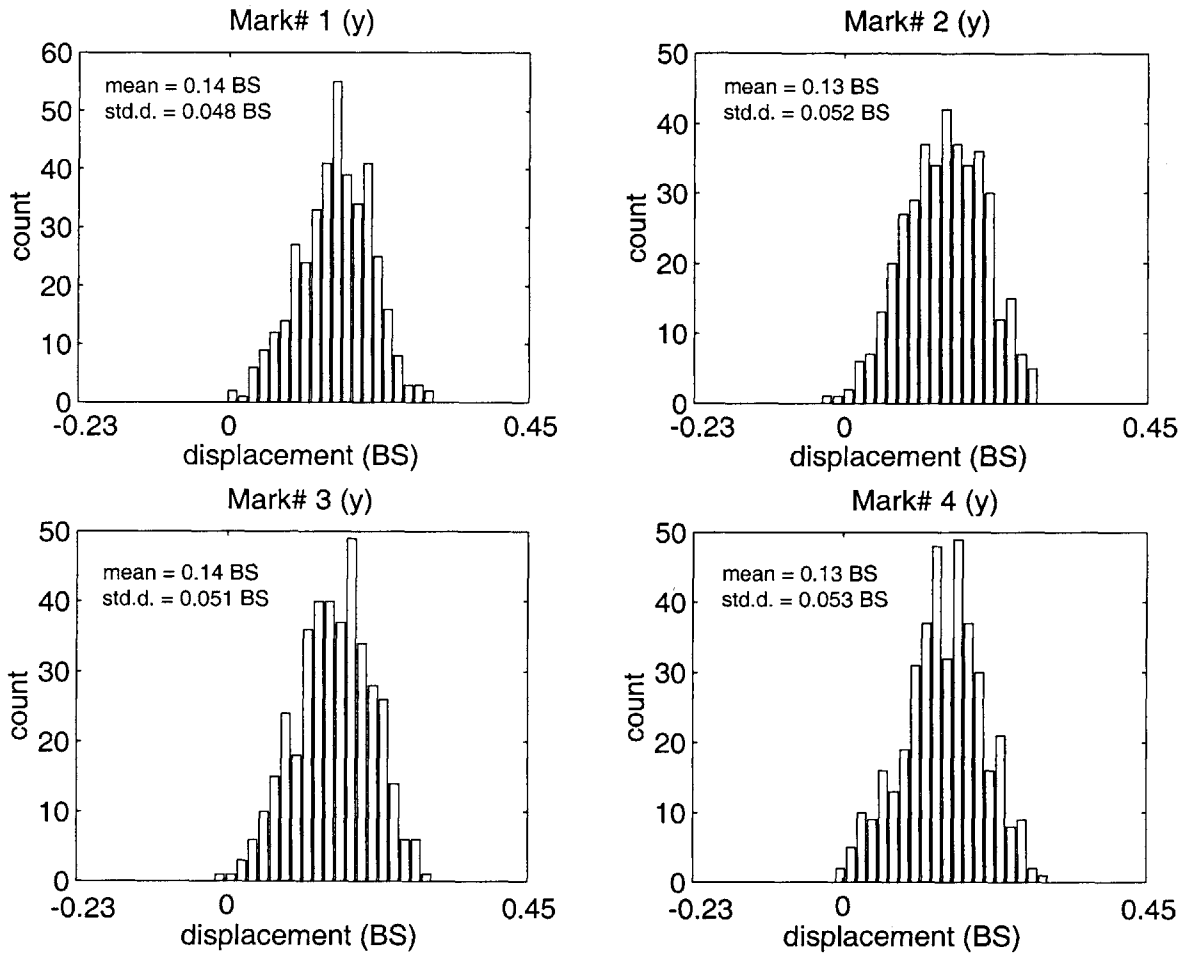 Mark# 1 (y)
60
50
40
30
20
10
0
count
mean = 0.14 BS
std.d. = 0.048 BS
-0.23
0
0.45
displacement (BS)
Mark# 2 (y)
50
40
30
20
10
0
count
mean = 0.13 BS
std.d. = 0.052 BS
-0.23
0
0.45
displacement (BS)
Mark# 3 (y)
50
40
30
20
10
0
count
mean = 0.14 BS
std.d. = 0.051 BS
-0.23
0
0.45
displacement (BS)
Mark# 4 (y)
50
40
30
20
10
0
count
mean = 0.13 BS
std.d. = 0.053 BS
-0.23
0
0.45
displacement (BS)